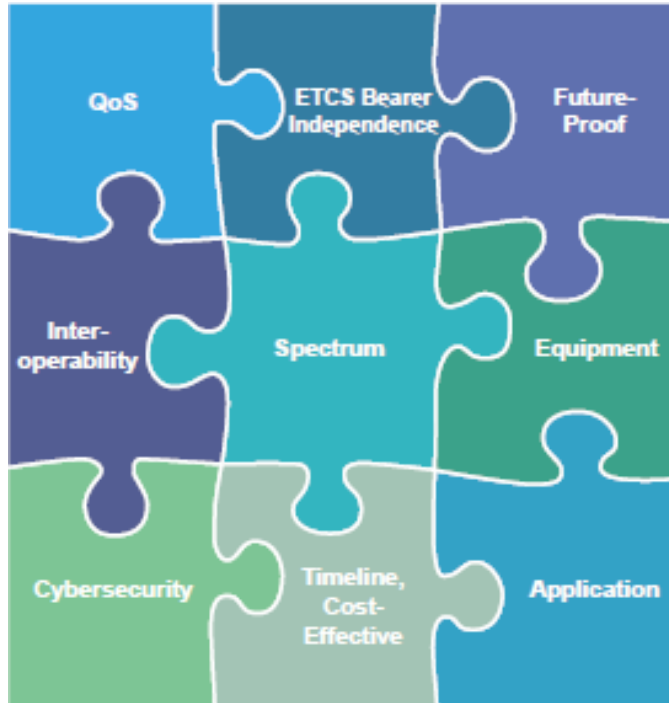 QoS
ETCS Bearer
Independence
Future-
Proof
Inter-
operability
Spectrum
Equipment
Cybersecurity
Timeline,
Cost-
Effective
Application